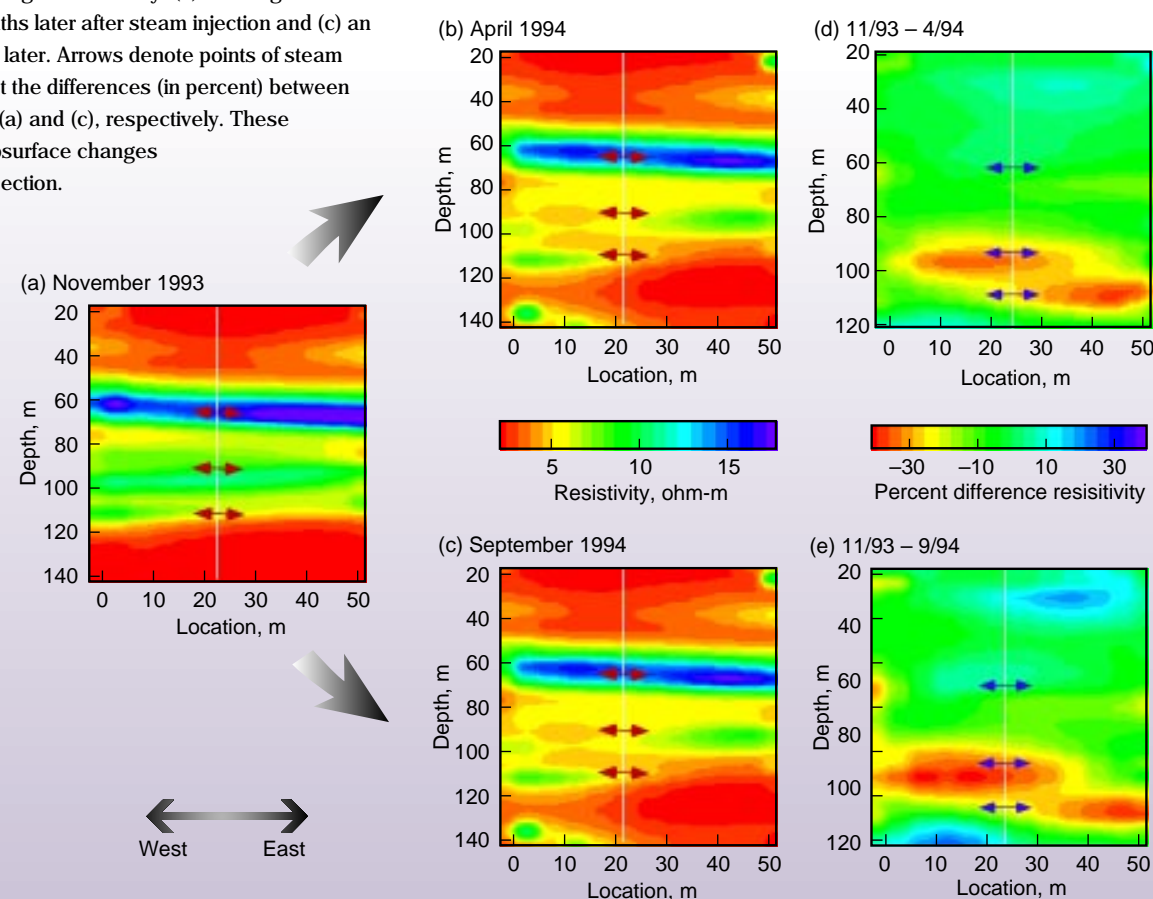 ths later after steam injection and (c) an
later. Arrows denote points of steam
t the differences (in percent) between
(a) and (c), respectively. These
osurface changes
ection.
(a) November 1993
20
40
60
80
100
120
140
Depth, m
0 10 20 30 40 50
Location, m
West East
(b) April 1994
20
40
60
80
100
120
140
Depth, m
0 10 20 30 40 50
Location, m
5 10 15
Resistivity, ohm-m
(c) September 1994
20
40
60
80
100
120
140
Depth, m
0 10 20 30 40 50
Location, m
(d) 11/93 – 4/94
20
40
60
80
100
120
Depth, m
0 10 20 30 40 50
Location, m
−30 −10 10 30
Percent difference resisitivity
(e) 11/93 – 9/94
20
40
60
80
100
120
Depth, m
0 10 20 30 40 50
Location, m